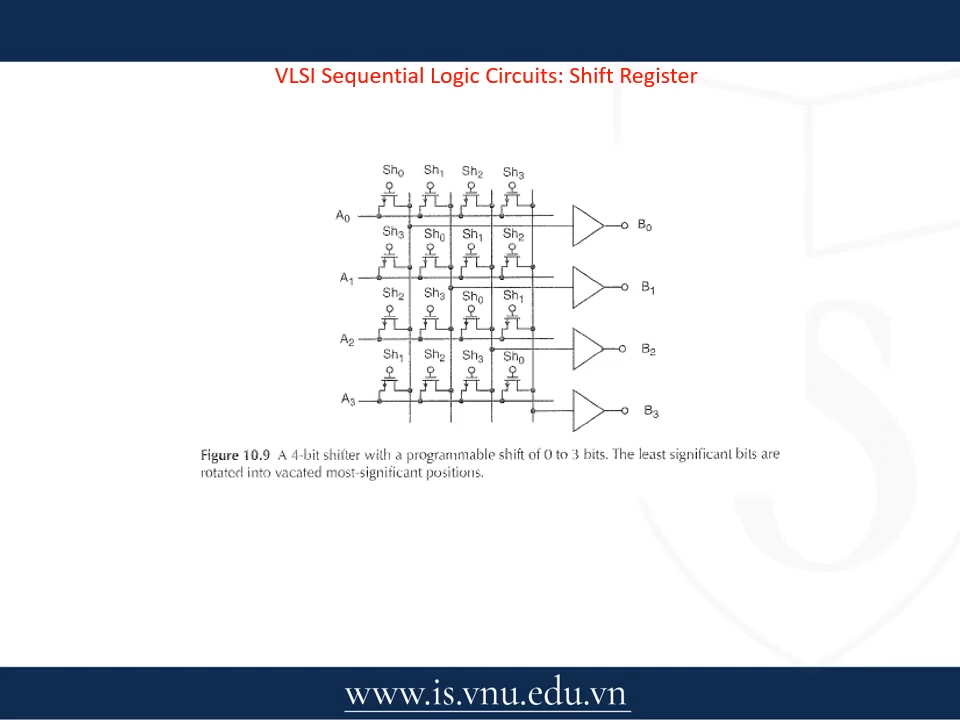 VLSI Sequential Logic Circuits: Shift Register
Sh0 Sh1 Sh2 Sh3
A0 B0
Sh3 Sh0 Sh1 Sh2
A1 B1
Sh2 Sh3 Sh0 Sh1
A2 B2
Sh1 Sh2 Sh3 Sh0
A3 B3
Figure 10.9 A 4-bit shifter with a programmable shift of 0 to 3 bits. The least significant bits are
rotated into vacated most-significant positions.
www.is.vnu.edu.vn